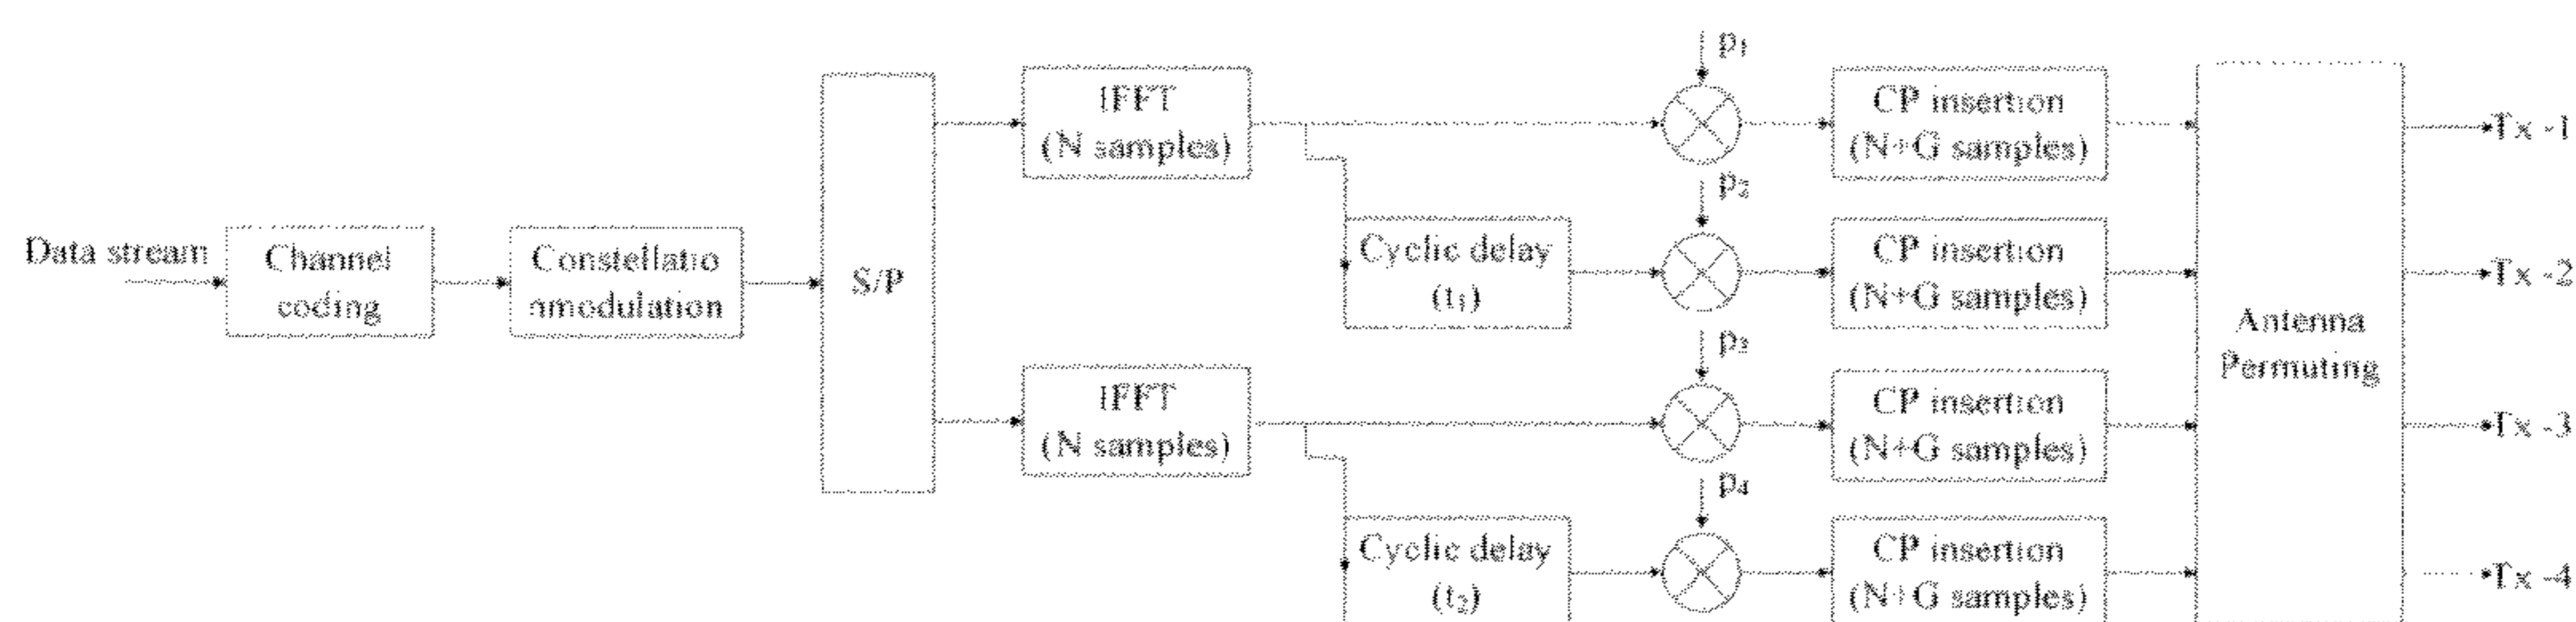 Data stream
Channel
coding
Constellatio
nmodulation
S/P
IFFT
(N samples)
IFFT
(N samples)
Cyclic delay
(t₁)
Cyclic delay
(t₂)
p₁
p₂
p₃
p₄
CP insertion
(N+G samples)
CP insertion
(N+G samples)
CP insertion
(N+G samples)
CP insertion
(N+G samples)
Antenna
Permuting
Tx -1
Tx -2
Tx -3
Tx -4